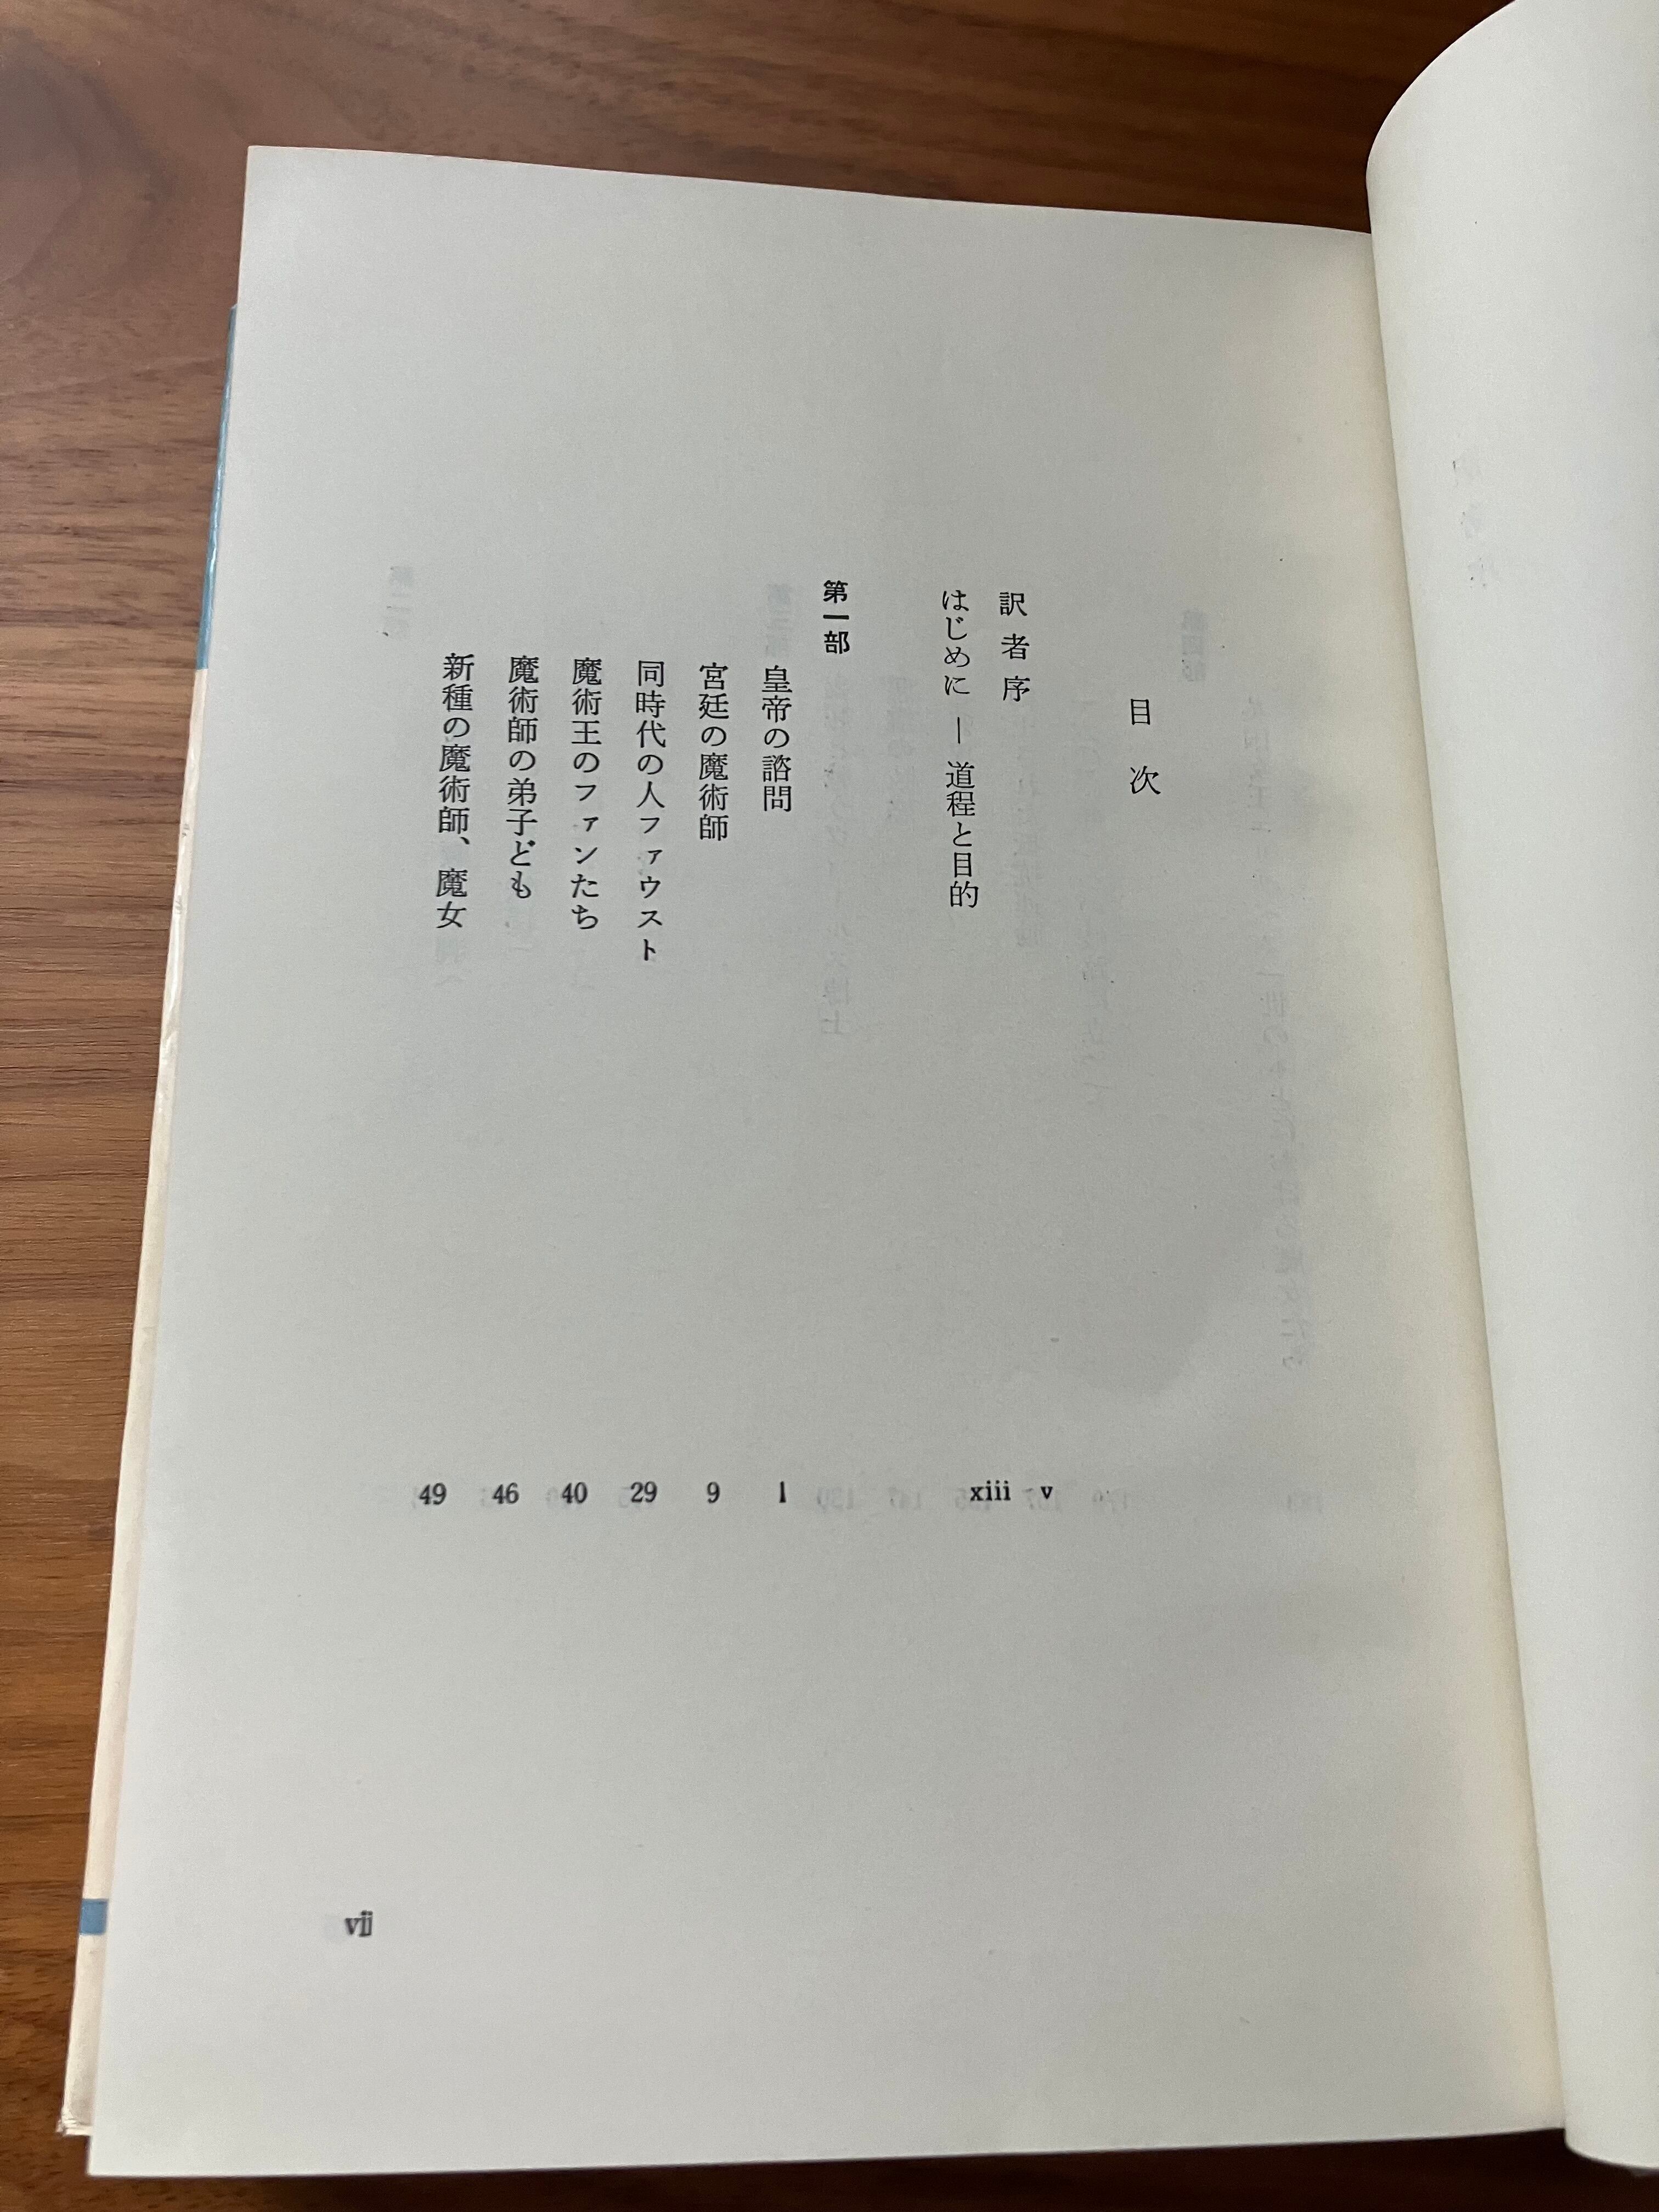 目次
訳者序 v
はじめに ― 道程と目的 xiii
第一部
皇帝の諮問 1
宮廷の魔術師 9
同時代の人ファウスト 29
魔術王のファンたち 40
魔術師の弟子ども 46
新種の魔術師、魔女 49
vii